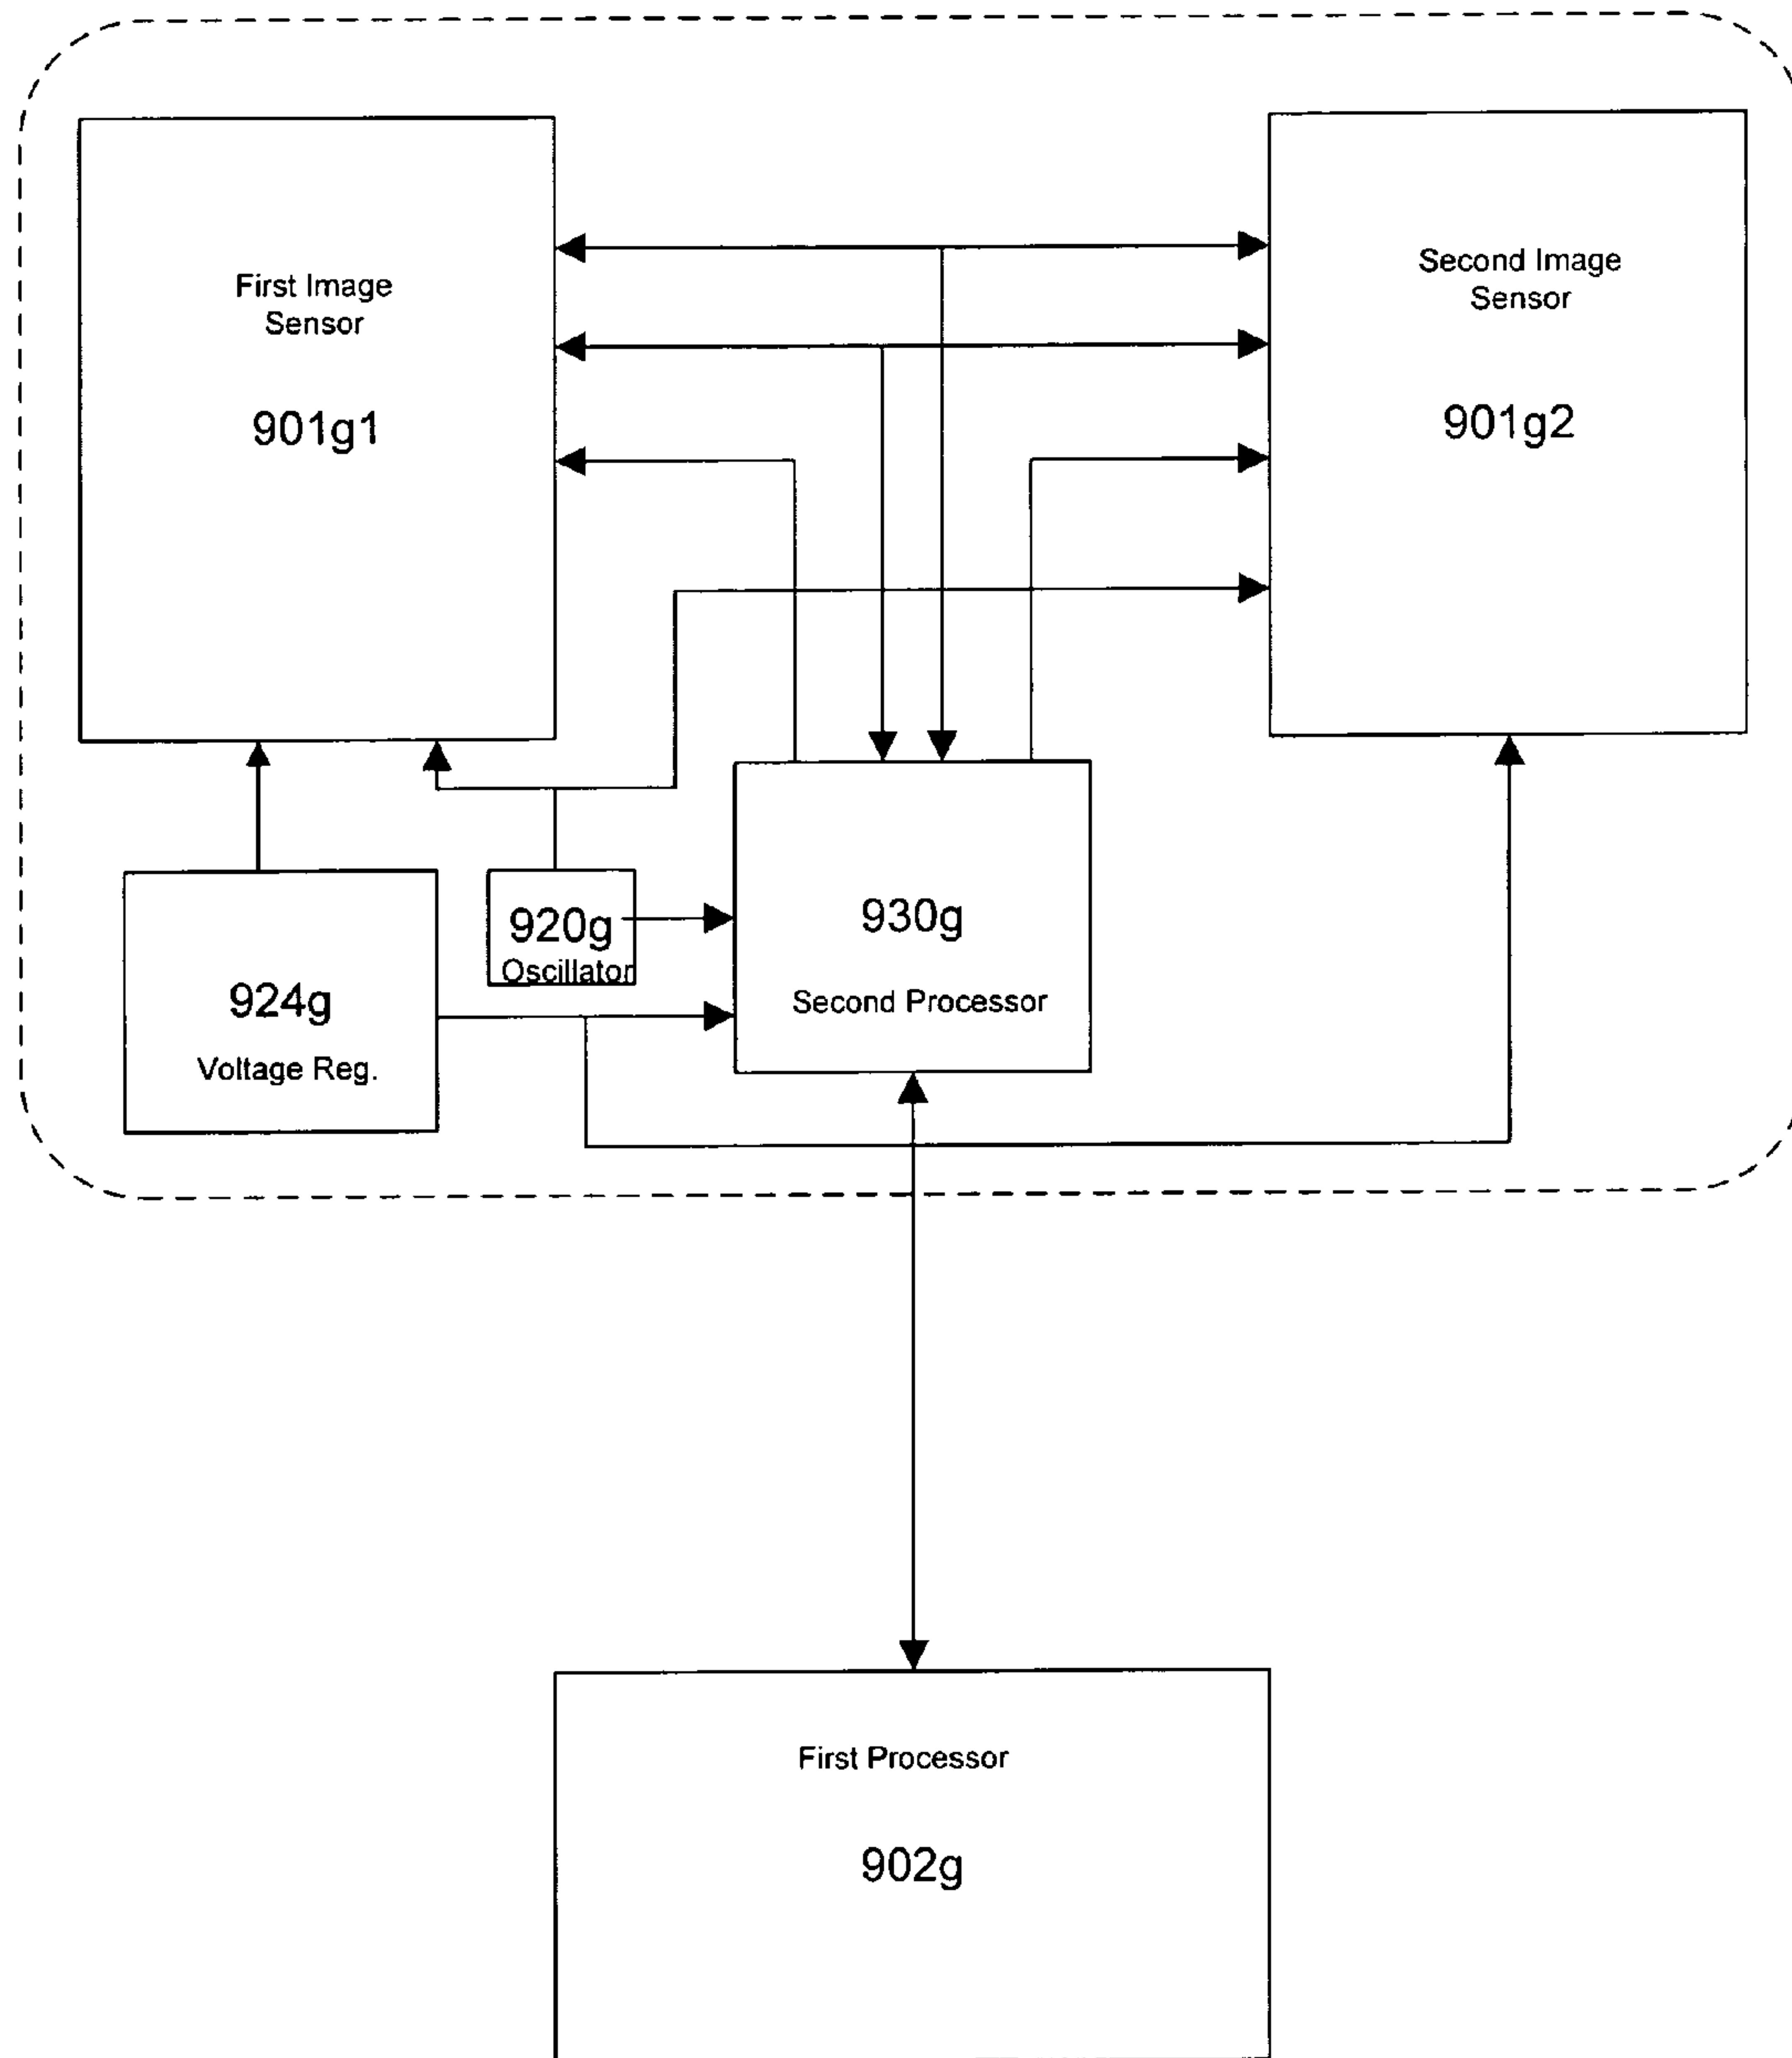 First Image
Sensor
901g1
Second Image
Sensor
901g2
920g
Oscillator
930g
Second Processor
924g
Voltage Reg.
First Processor
902g